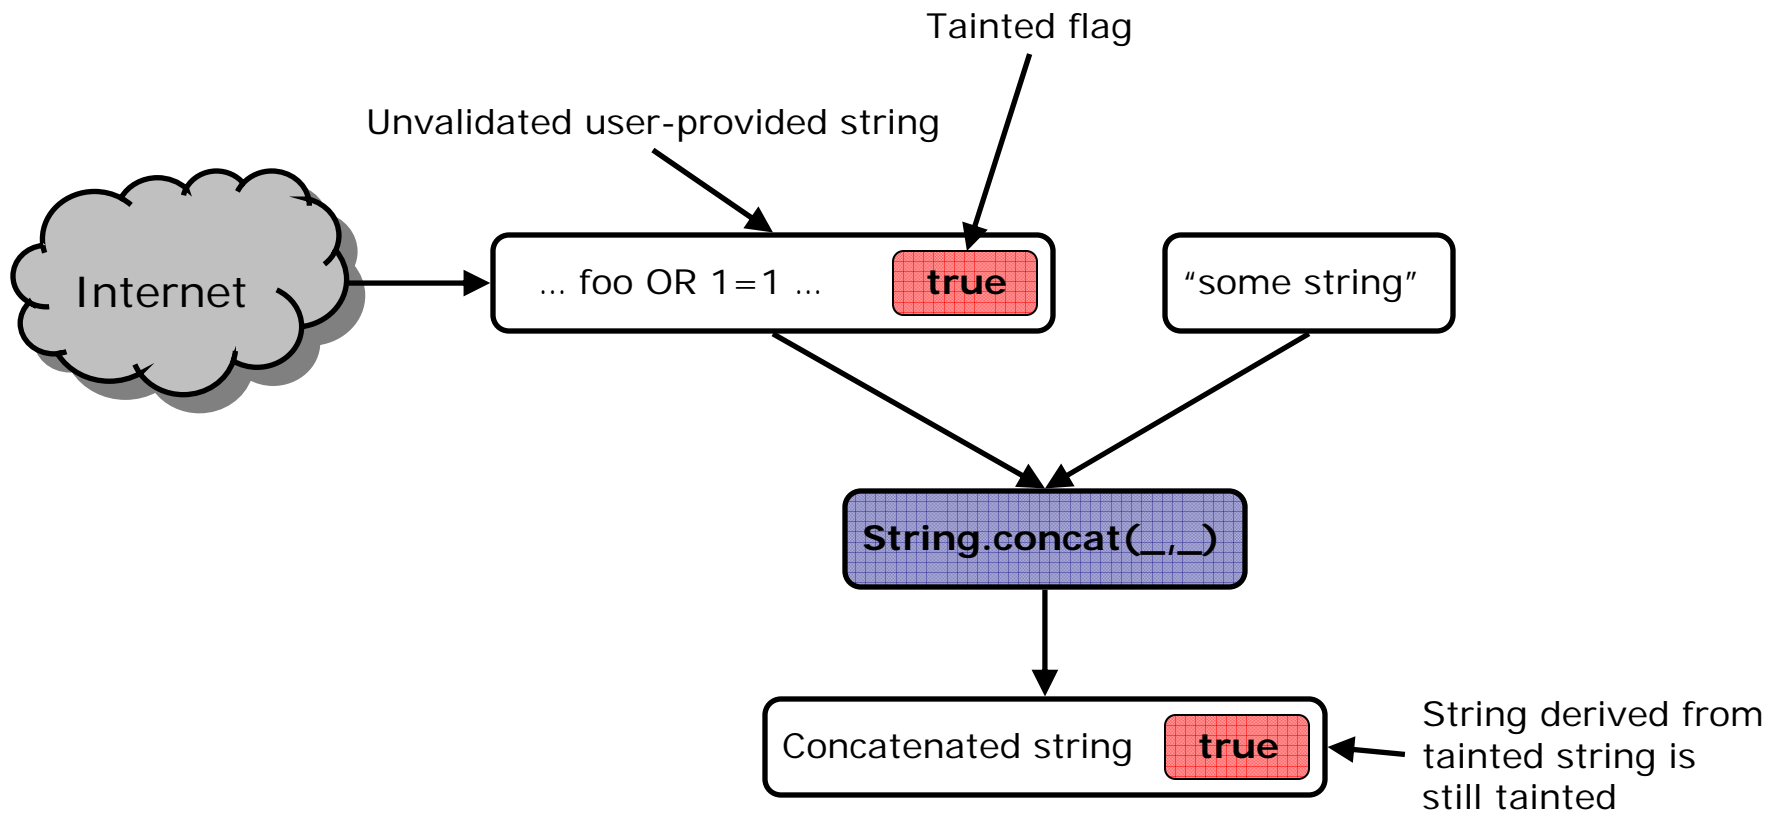 Tainted flag
Unvalidated user-provided string
Internet
... foo OR 1=1 ...
true
“some string”
String.concat(_,_)
Concatenated string
true
String derived from
tainted string is
still tainted